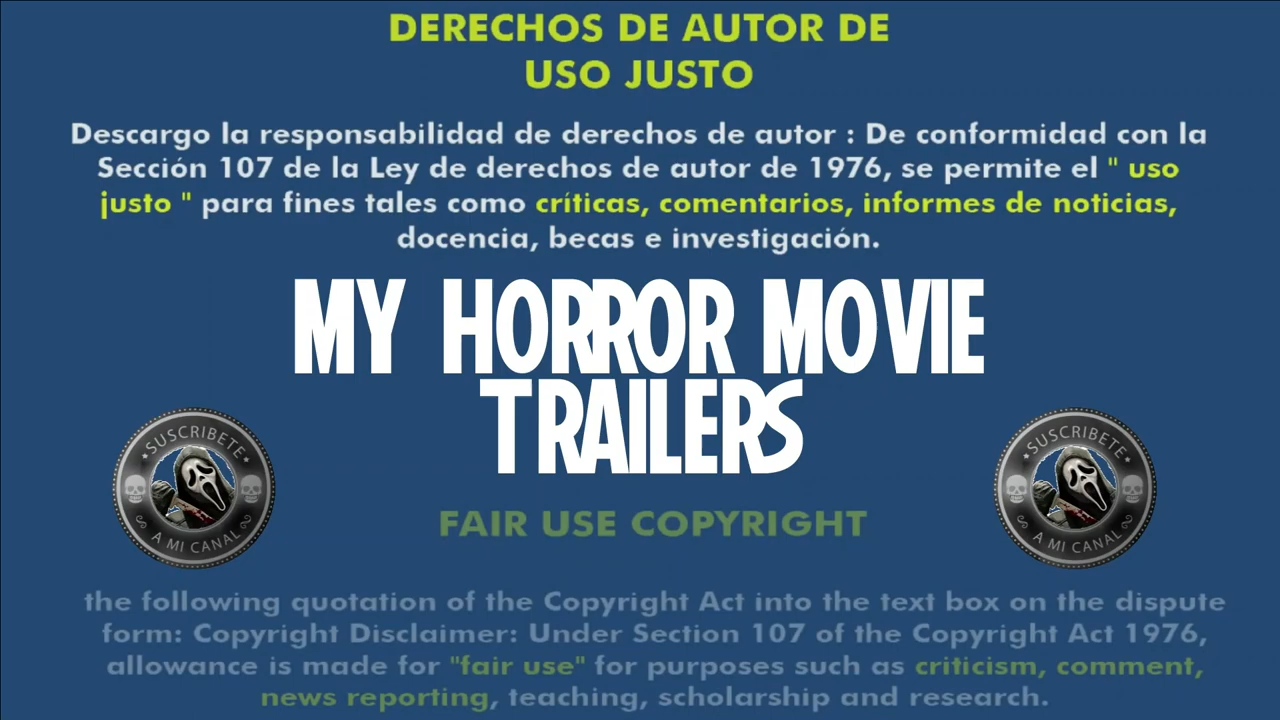 DERECHOS DE AUTOR DE
USO JUSTO
Descargo la responsabilidad de derechos de autor : De conformidad con la
Sección 107 de la Ley de derechos de autor de 1976, se permite el " uso
justo " para fines tales como críticas, comentarios, informes de noticias,
docencia, becas e investigación.
MY HORROR MOVIE
TRAILERS
SUSCRIBETE
A MI CANAL
SUSCRIBETE
A MI CANAL
FAIR USE COPYRIGHT
the following quotation of the Copyright Act into the text box on the dispute
form: Copyright Disclaimer: Under Section 107 of the Copyright Act 1976,
allowance is made for "fair use" for purposes such as criticism, comment,
news reporting, teaching, scholarship and research.